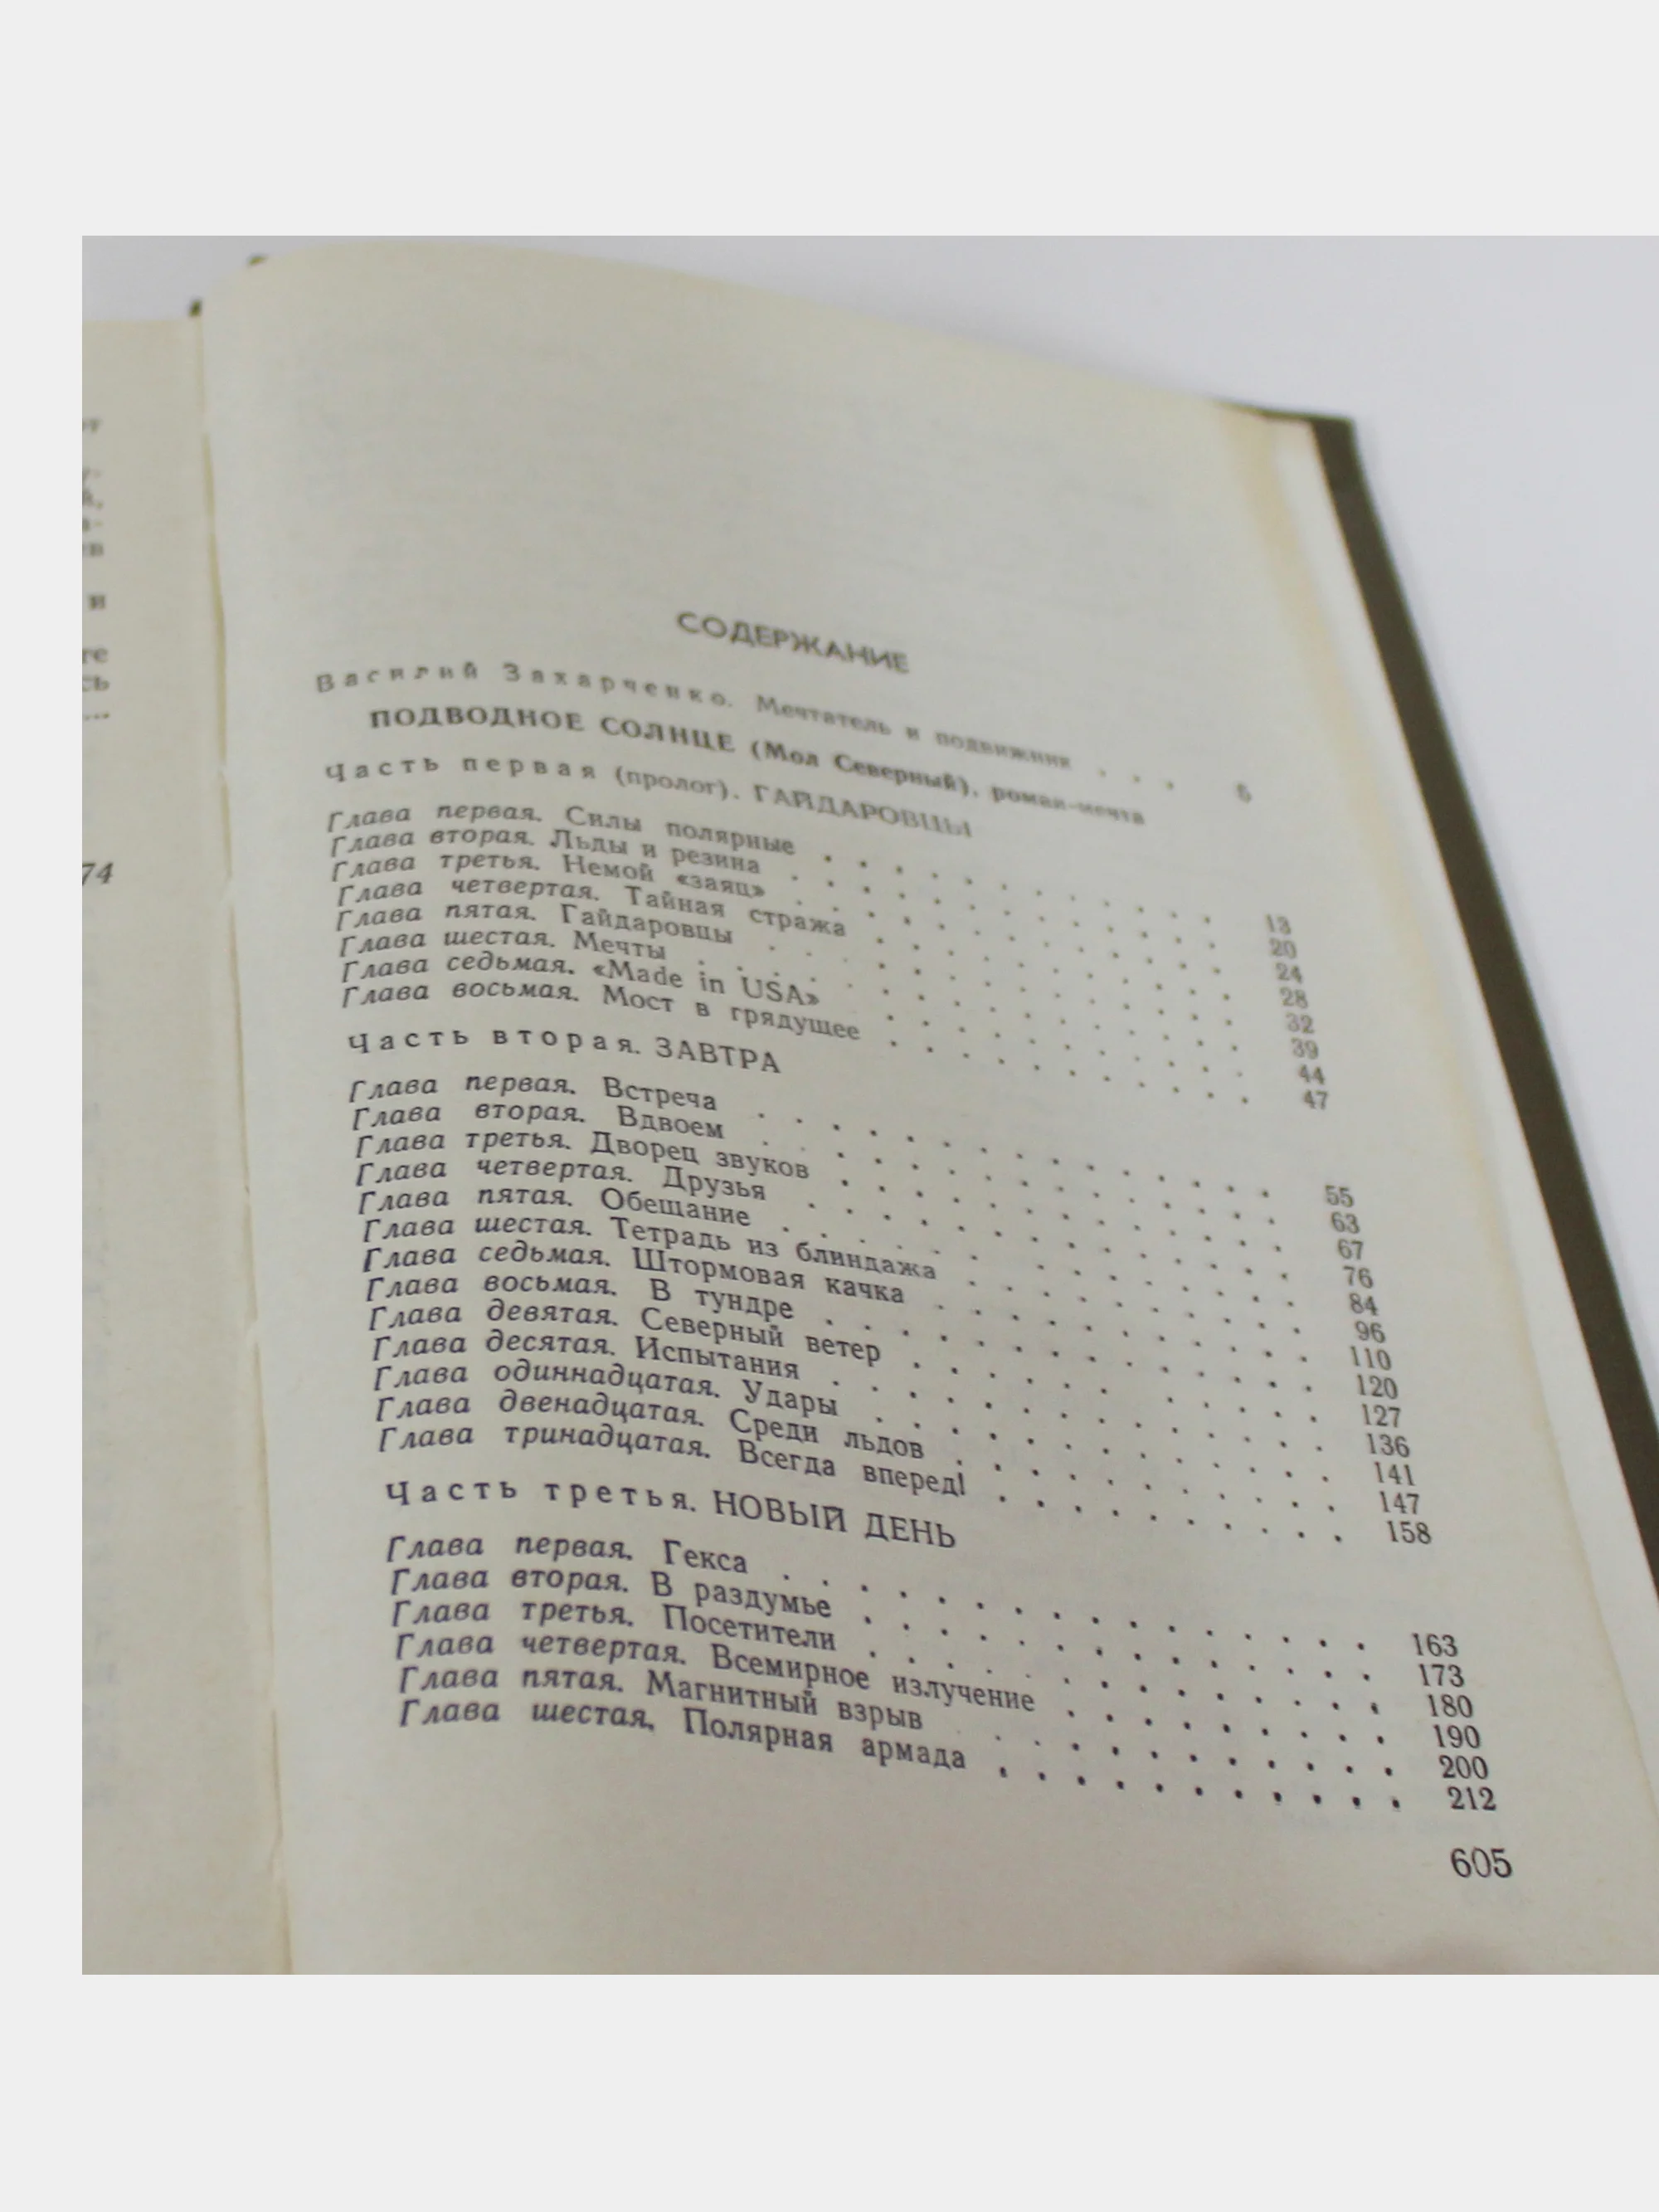 от
у-
й,
а-
ев
и
те
сь
...
74
СОДЕРЖАНИЕ
Василий Захарченко. Мечтатель и подвижник . . . 5
ПОДВОДНОЕ СОЛНЦЕ (Мол Северный), роман-мечта
Часть первая (пролог). ГАЙДАРОВЦЫ
Глава первая. Силы полярные . . . . . . . . . . . 13
Глава вторая. Льды и резина . . . . . . . . . . . . 20
Глава третья. Немой «заяц» . . . . . . . . . . . . 24
Глава четвертая. Тайная стража . . . . . . . . . . 28
Глава пятая. Гайдаровцы . . . . . . . . . . . . . 32
Глава шестая. Мечты . . . . . . . . . . . . . . . 39
Глава седьмая. «Made in USA» . . . . . . . . . . . 44
Глава восьмая. Мост в грядущее . . . . . . . . . . 47
Часть вторая. ЗАВТРА
Глава первая. Встреча . . . . . . . . . . . . . . . 55
Глава вторая. Вдвоем . . . . . . . . . . . . . . . 63
Глава третья. Дворец звуков . . . . . . . . . . . . 67
Глава четвертая. Друзья . . . . . . . . . . . . . . 76
Глава пятая. Обещание . . . . . . . . . . . . . . 84
Глава шестая. Тетрадь из блиндажа . . . . . . . . . 96
Глава седьмая. Штормовая качка . . . . . . . . . . 110
Глава восьмая. В тундре . . . . . . . . . . . . . . 120
Глава девятая. Северный ветер . . . . . . . . . . . 127
Глава десятая. Испытания . . . . . . . . . . . . . 136
Глава одиннадцатая. Удары . . . . . . . . . . . . 141
Глава двенадцатая. Среди льдов . . . . . . . . . . 147
Глава тринадцатая. Всегда вперед! . . . . . . . . . 158
Часть третья. НОВЫЙ ДЕНЬ
Глава первая. Гекса . . . . . . . . . . . . . . . . 163
Глава вторая. В раздумье . . . . . . . . . . . . . 173
Глава третья. Посетители . . . . . . . . . . . . . 180
Глава четвертая. Всемирное излучение . . . . . . . . 190
Глава пятая. Магнитный взрыв . . . . . . . . . . . 200
Глава шестая, Полярная армада . . . . . . . . . . . 212
605